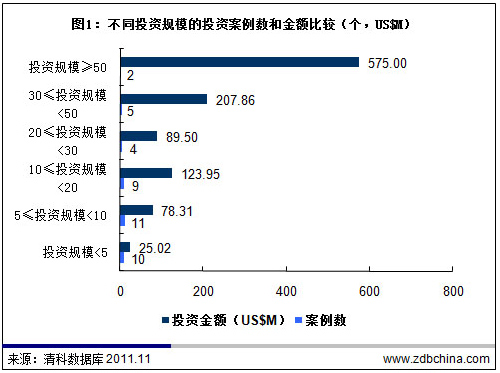 图1：不同投资规模的投资案例数和金额比较（个，US$M）
投资规模≥50
575.00
2
30≤投资规模
<50
207.86
5
20≤投资规模
<30
89.50
4
10≤投资规模
<20
123.95
9
5≤投资规模<10
78.31
11
投资规模<5
25.02
10
0 200 400 600 800
投资金额（US$M） 案例数
来源：清科数据库 2011.11 www.zdbchina.com